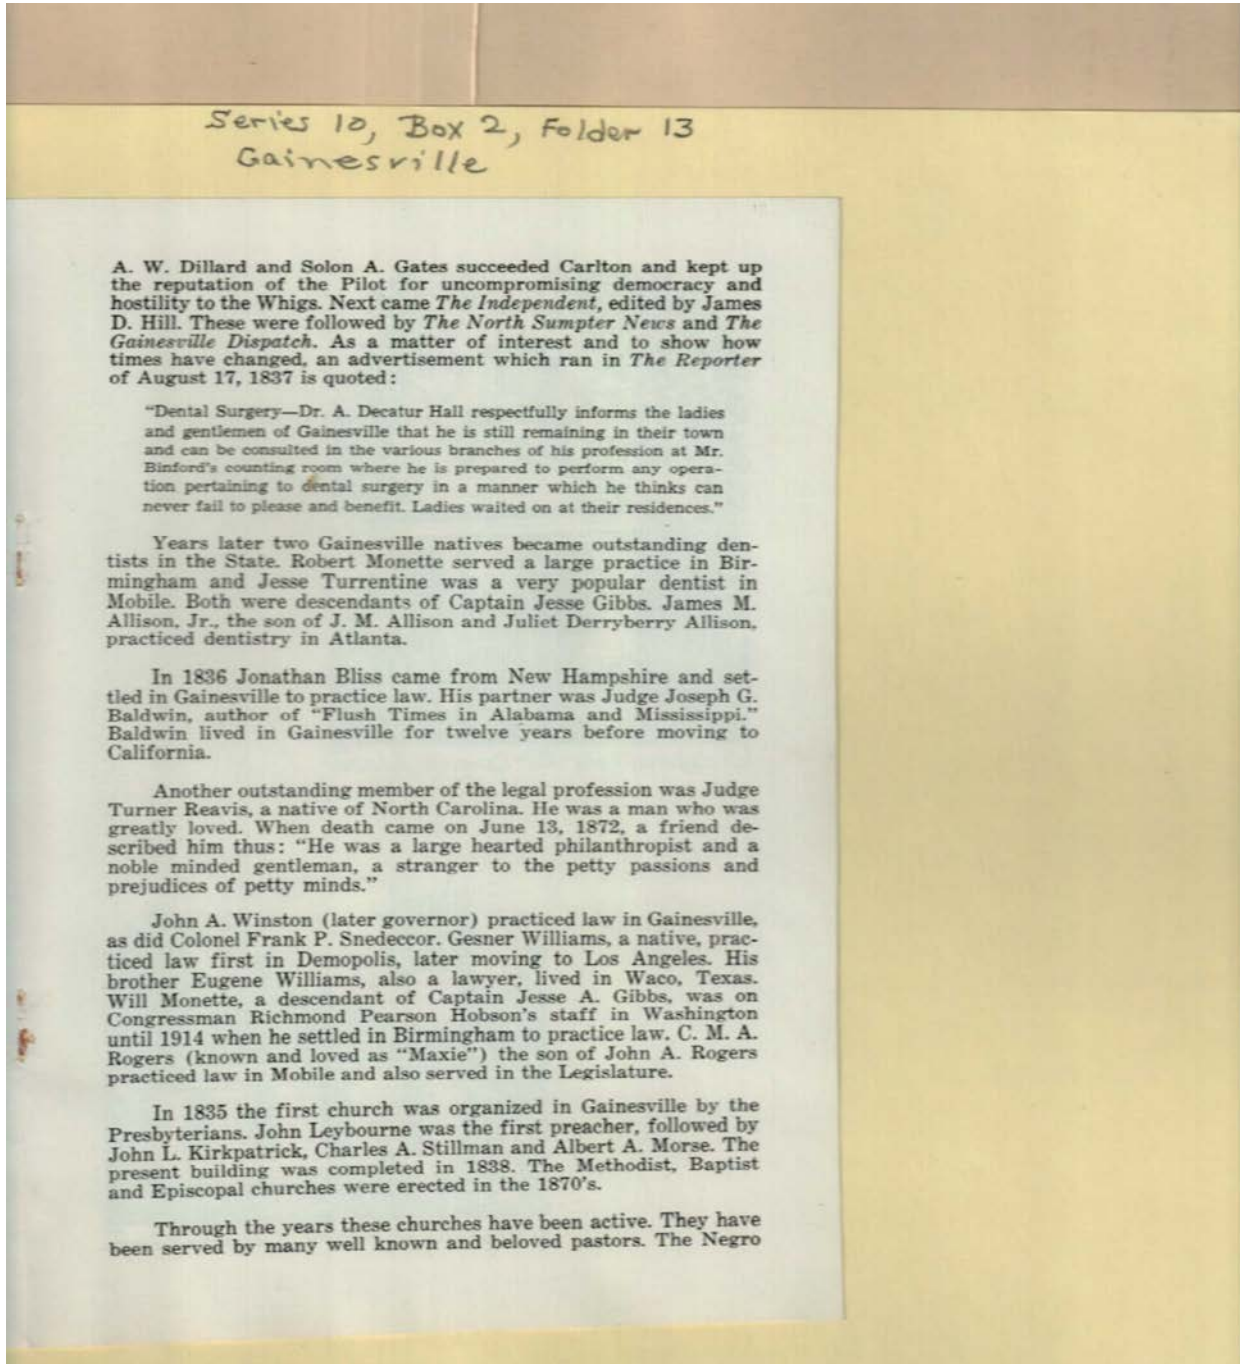 Series 10, Box 2, Folder 13
Gainesville
A. W. Dillard and Solon A. Gates succeeded Carlton and kept up
the reputation of the Pilot for uncompromising democracy and
hostility to the Whigs. Next came The Independent, edited by James
D. Hill. These were followed by The North Sumpter News and The
Gainesville Dispatch. As a matter of interest and to show how
times have changed, an advertisement which ran in The Reporter
of August 17, 1837 is quoted:
"Dental Surgery—Dr. A. Decatur Hall respectfully informs the ladies
and gentlemen of Gainesville that he is still remaining in their town
and can be consulted in the various branches of his profession at Mr.
Binford's counting room where he is prepared to perform any opera-
tion pertaining to dental surgery in a manner which he thinks can
never fail to please and benefit. Ladies waited on at their residences."
Years later two Gainesville natives became outstanding den-
tists in the State. Robert Monette served a large practice in Bir-
mingham and Jesse Turrentine was a very popular dentist in
Mobile. Both were descendants of Captain Jesse Gibbs. James M.
Allison, Jr., the son of J. M. Allison and Juliet Derryberry Allison,
practiced dentistry in Atlanta.
In 1836 Jonathan Bliss came from New Hampshire and set-
tled in Gainesville to practice law. His partner was Judge Joseph G.
Baldwin, author of "Flush Times in Alabama and Mississippi."
Baldwin lived in Gainesville for twelve years before moving to
California.
Another outstanding member of the legal profession was Judge
Turner Reavis, a native of North Carolina. He was a man who was
greatly loved. When death came on June 13, 1872, a friend de-
scribed him thus: "He was a large hearted philanthropist and a
noble minded gentleman, a stranger to the petty passions and
prejudices of petty minds."
John A. Winston (later governor) practiced law in Gainesville,
as did Colonel Frank P. Snedeccor. Gesner Williams, a native, prac-
ticed law first in Demopolis, later moving to Los Angeles. His
brother Eugene Williams, also a lawyer, lived in Waco, Texas.
Will Monette, a descendant of Captain Jesse A. Gibbs, was on
Congressman Richmond Pearson Hobson's staff in Washington
until 1914 when he settled in Birmingham to practice law. C. M. A.
Rogers (known and loved as "Maxie") the son of John A. Rogers
practiced law in Mobile and also served in the Legislature.
In 1835 the first church was organized in Gainesville by the
Presbyterians. John Leybourne was the first preacher, followed by
John L. Kirkpatrick, Charles A. Stillman and Albert A. Morse. The
present building was completed in 1838. The Methodist, Baptist
and Episcopal churches were erected in the 1870's.
Through the years these churches have been active. They have
been served by many well known and beloved pastors. The Negro